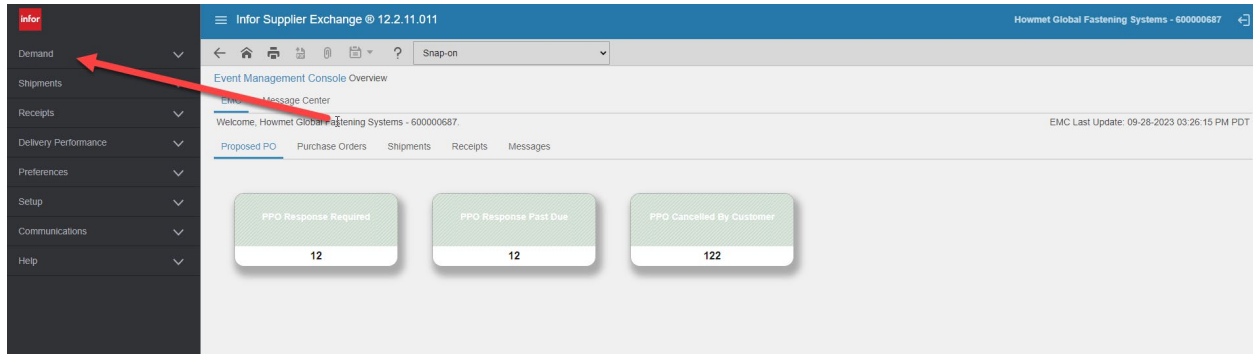 infor
Infor Supplier Exchange ® 12.2.11.011
Howmet Global Fastening Systems - 600000687
Demand
Shipments
Receipts
Delivery Performance
Preferences
Setup
Communications
Help
?
Snap-on
Event Management Console Overview
EMC Message Center
Welcome, Howmet Global Fastening Systems - 600000687.
EMC Last Update: 09-28-2023 03:26:15 PM PDT
Proposed PO Purchase Orders Shipments Receipts Messages
PPO Response Required
12
PPO Response Past Due
12
PPO Cancelled By Customer
122